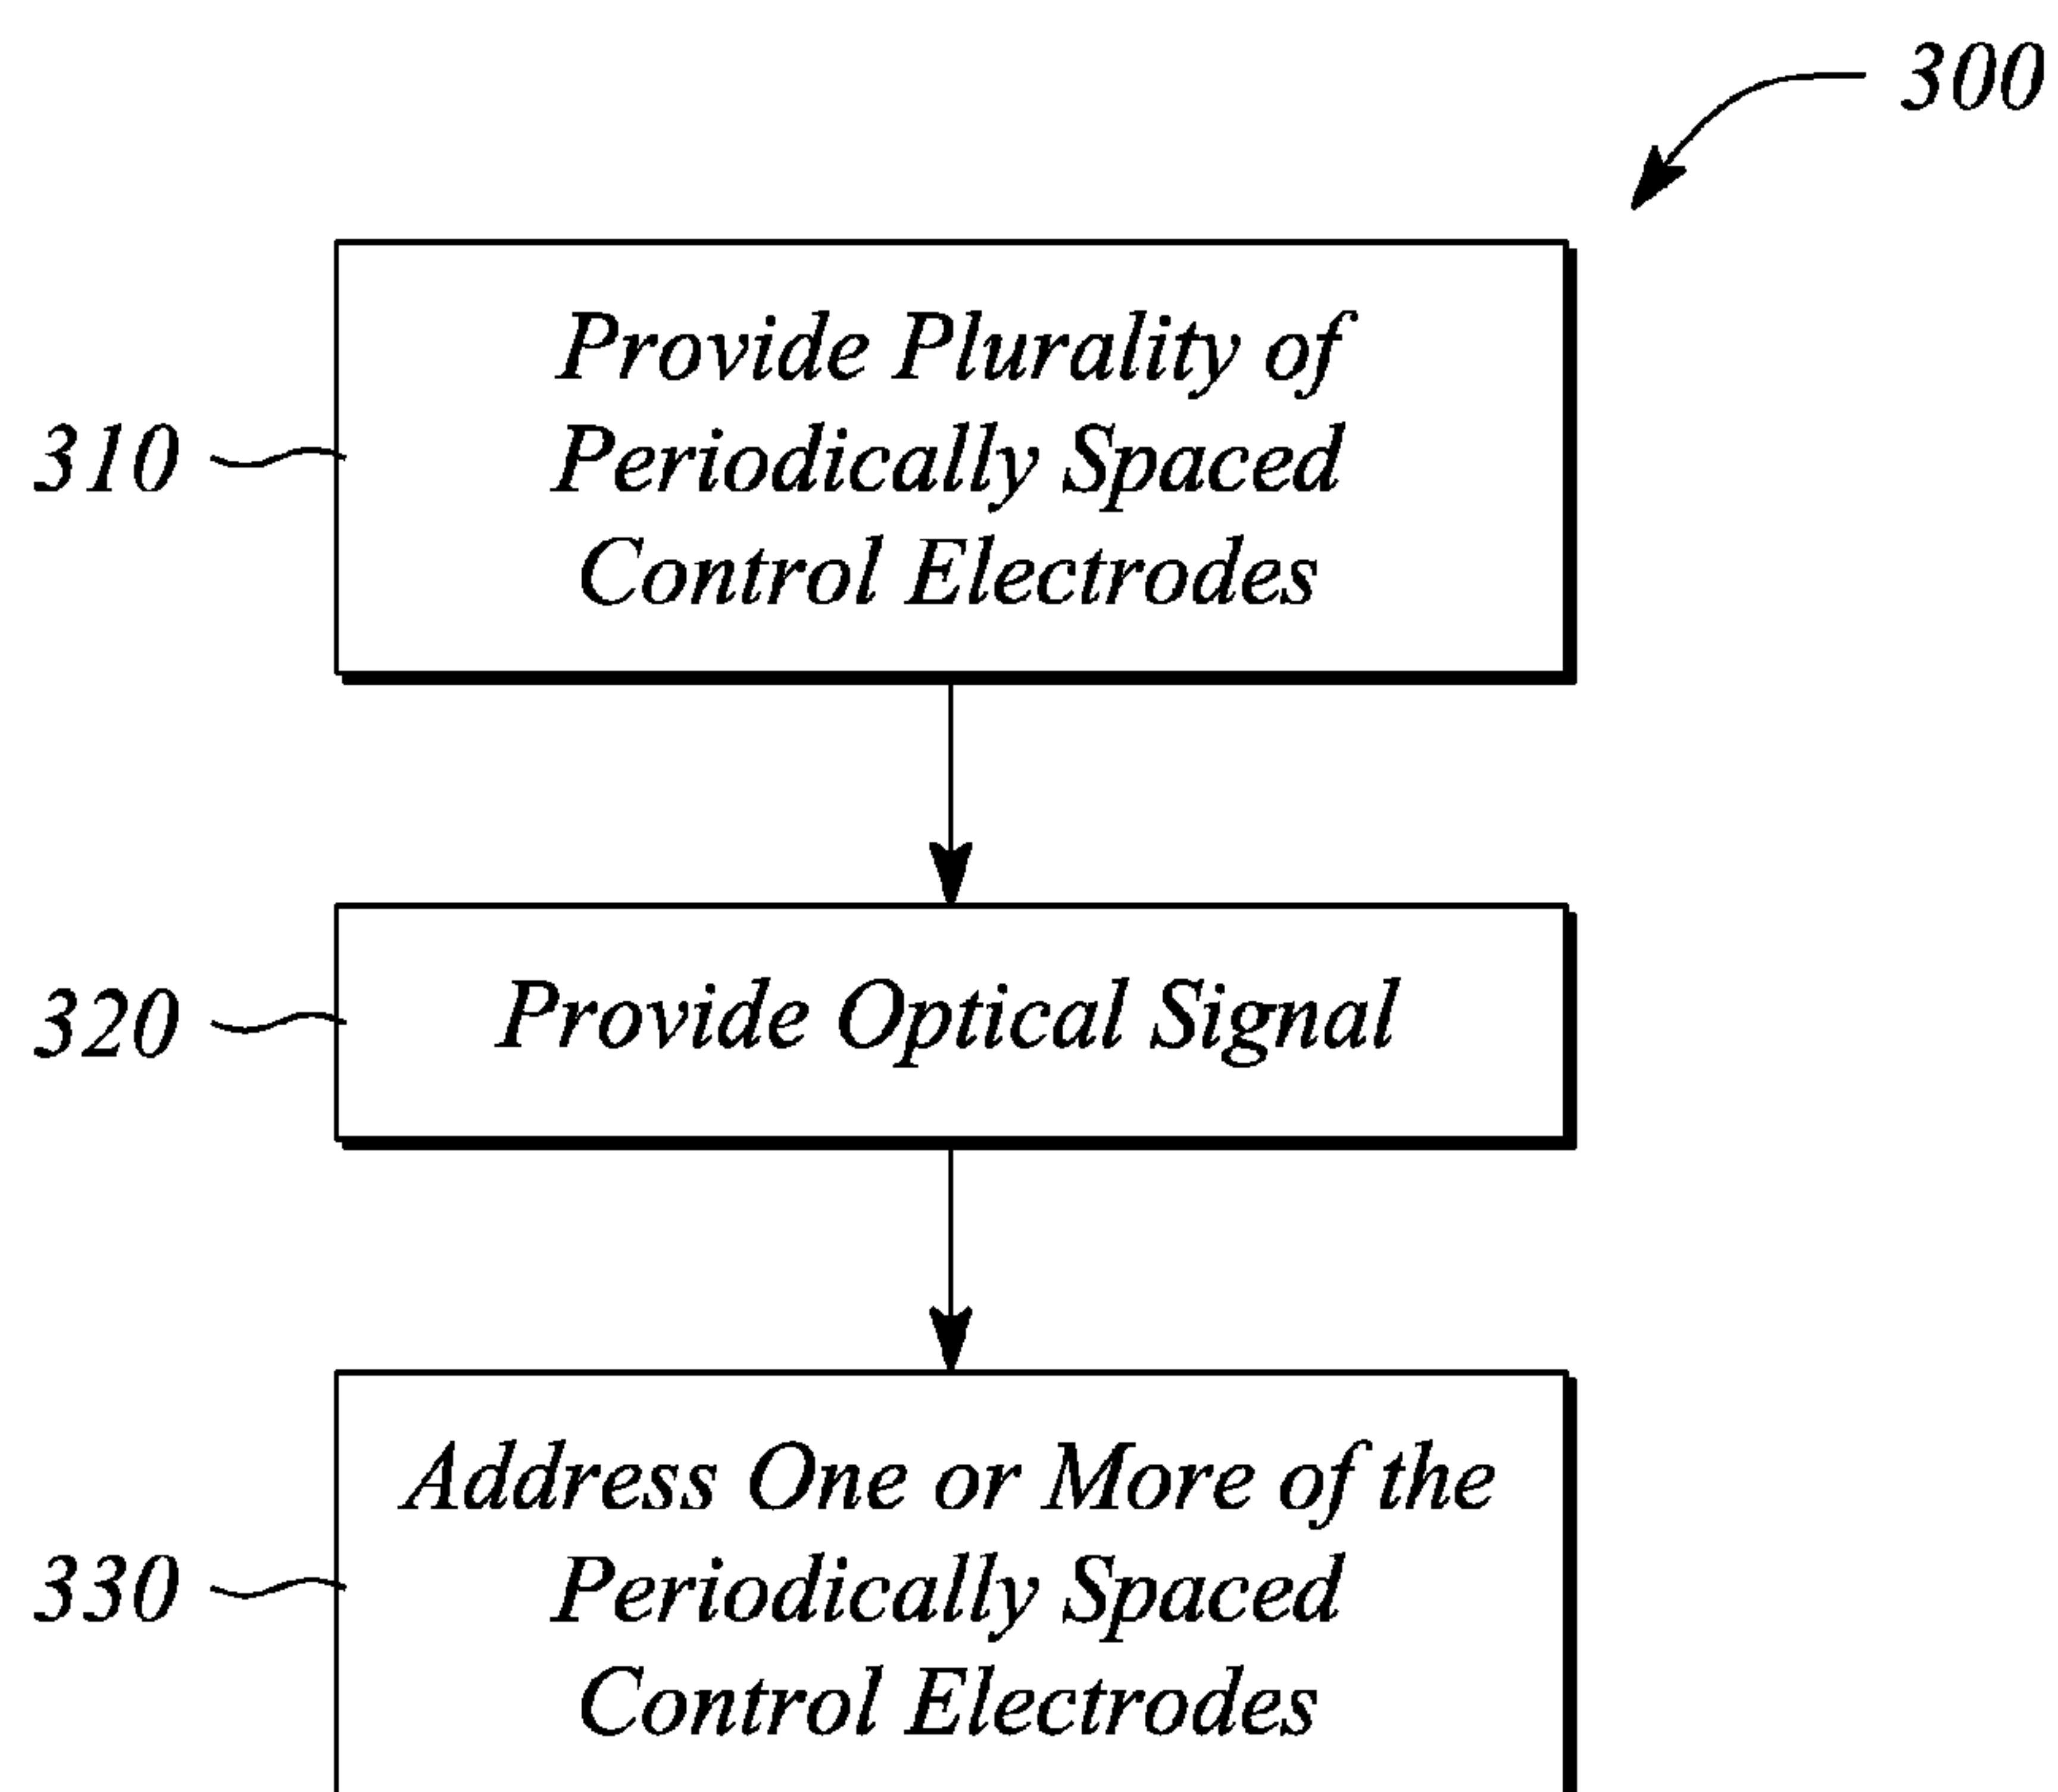 300
Provide Plurality of
310
Periodically Spaced
Control Electrodes
320
Provide Optical Signal
Address One or More of the
330
Periodically Spaced
Control Electrodes